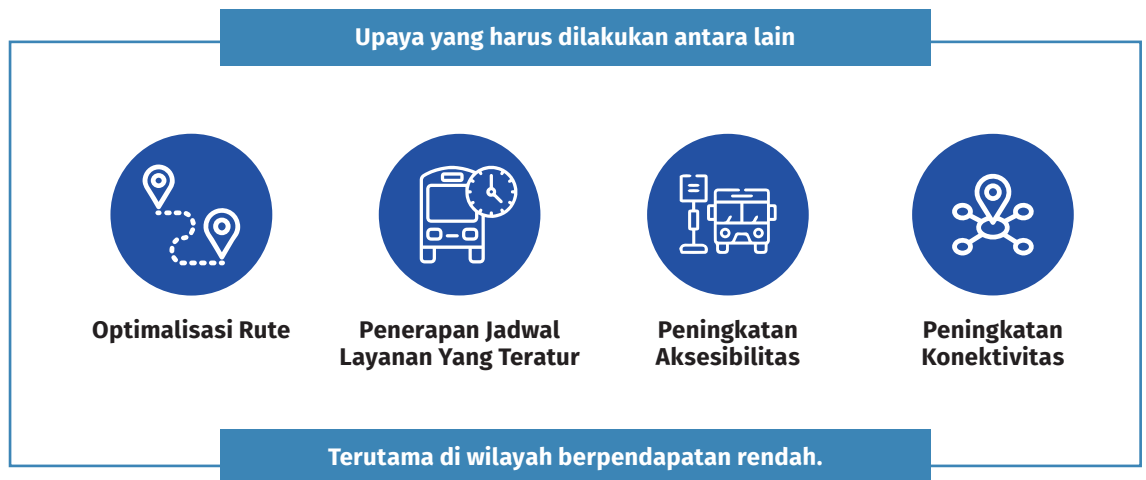 Upaya yang harus dilakukan antara lain
Optimalisasi Rute
Penerapan Jadwal
Layanan Yang Teratur
Peningkatan
Aksesibilitas
Peningkatan
Konektivitas
Terutama di wilayah berpendapatan rendah.